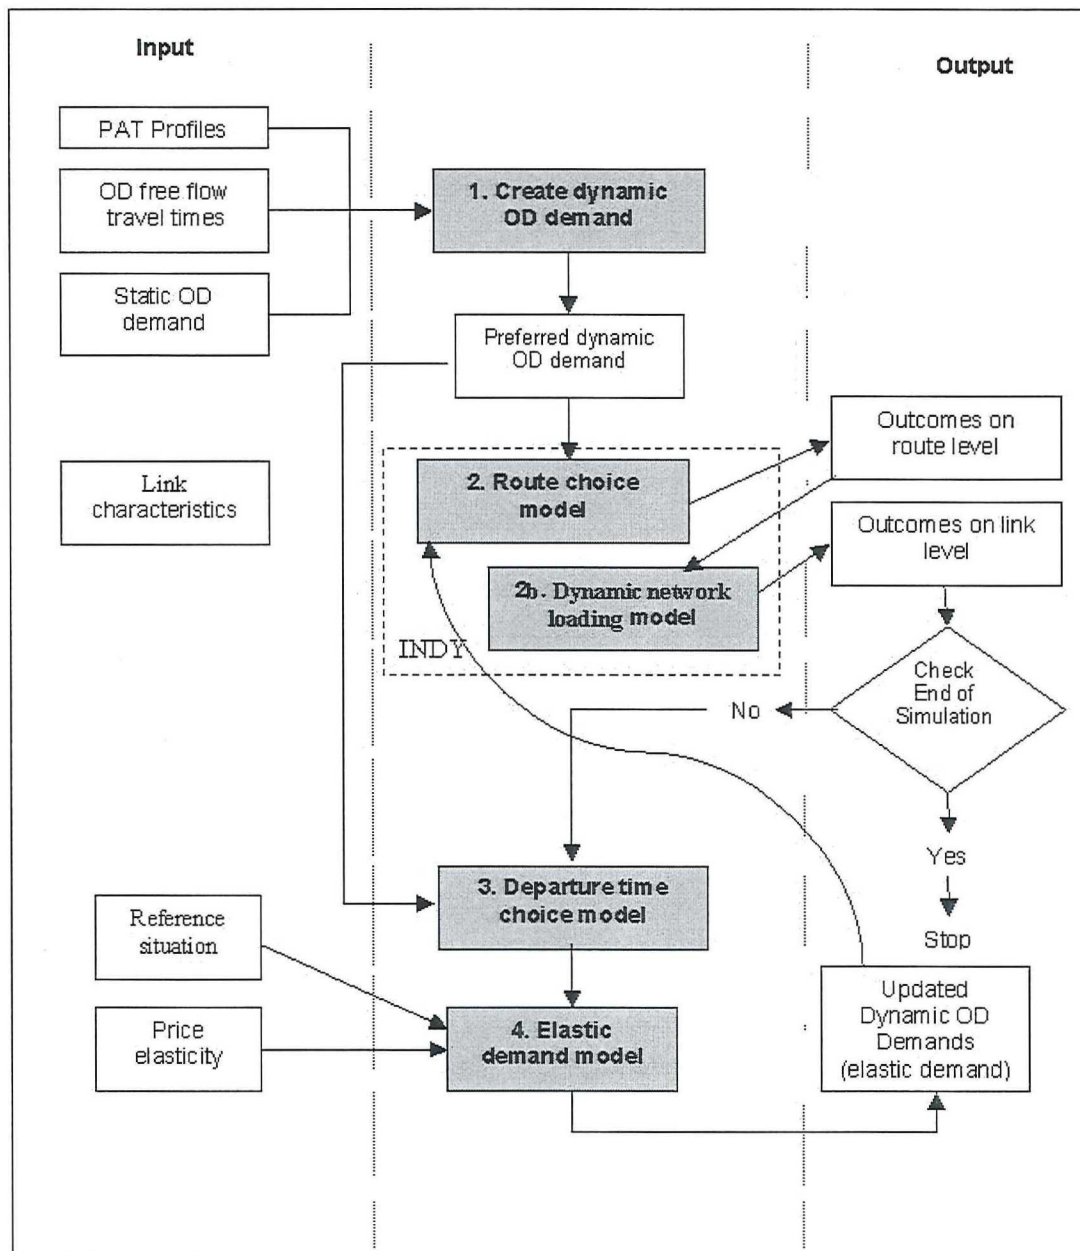 Input
Output
PAT Profiles
OD free flow
travel times
Static OD
demand
1. Create dynamic
OD demand
Preferred dynamic
OD demand
Link
characteristics
2. Route choice
model
Outcomes on
route level
Outcomes on link
level
2b. Dynamic network
loading model
INDY
Check
End of
Simulation
No
Yes
Stop
3. Departure time
choice model
Reference
situation
Price
elasticity
4. Elastic
demand model
Updated
Dynamic OD
Demands
(elastic demand)